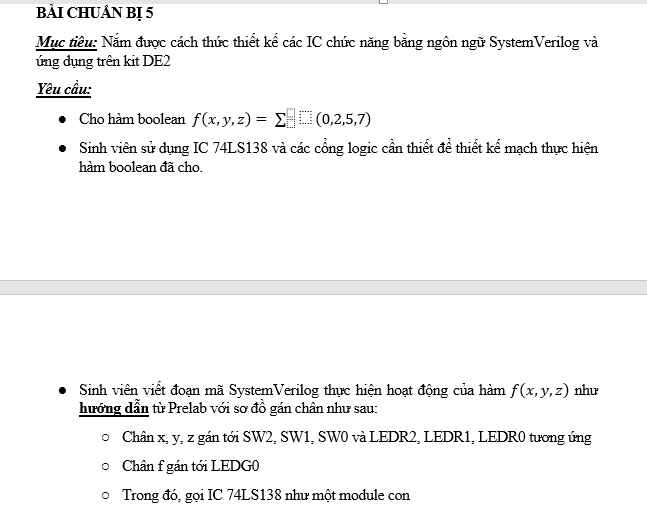 BÀI CHUẨN BỊ 5
Mục tiêu: Nắm được cách thức thiết kế các IC chức năng bằng ngôn ngữ SystemVerilog và
ứng dụng trên kit DE2
Yêu cầu:
● Cho hàm boolean f(x, y, z) = ∑ (0,2,5,7)
● Sinh viên sử dụng IC 74LS138 và các cổng logic cần thiết để thiết kế mạch thực hiện
hàm boolean đã cho.
● Sinh viên viết đoạn mã SystemVerilog thực hiện hoạt động của hàm f(x, y, z) như
hướng dẫn từ Prelab với sơ đồ gán chân như sau:
○ Chân x, y, z gán tới SW2, SW1, SW0 và LEDR2, LEDR1, LEDR0 tương ứng
○ Chân f gán tới LEDG0
○ Trong đó, gọi IC 74LS138 như một module con